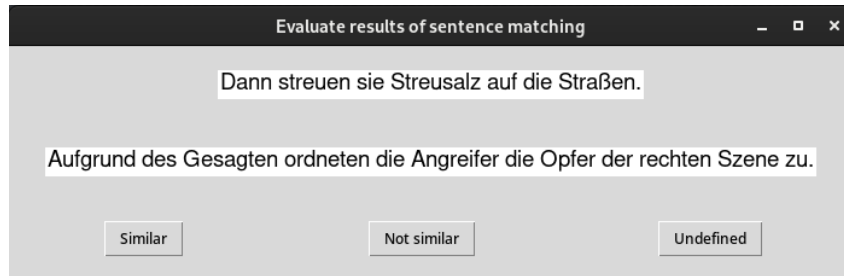 Evaluate results of sentence matching
Dann streuen sie Streusalz auf die Straßen.
Aufgrund des Gesagten ordneten die Angreifer die Opfer der rechten Szene zu.
Similar Not similar Undefined